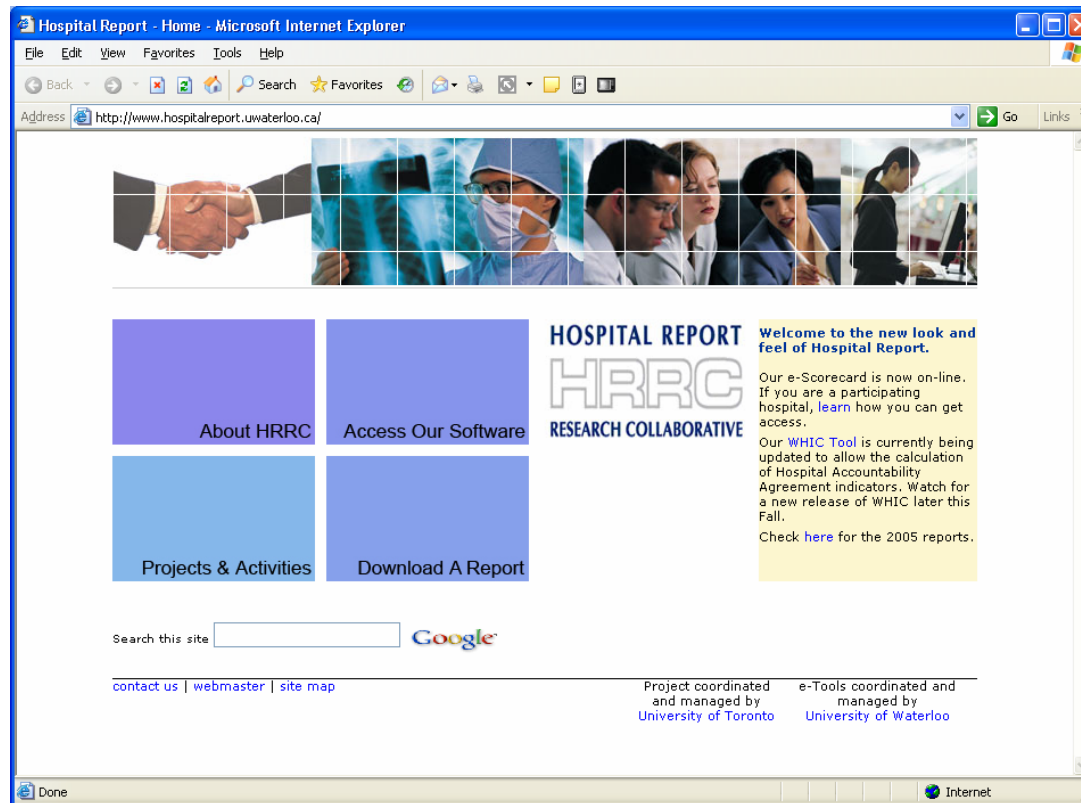 Hospital Report - Home - Microsoft Internet Explorer
File Edit View Favorites Tools Help
Back Search Favorites
Address http://www.hospitalreport.uwaterloo.ca/ Go Links
About HRRC
Access Our Software
Projects & Activities
Download A Report
HOSPITAL REPORT
HRRC
RESEARCH COLLABORATIVE
Welcome to the new look and
feel of Hospital Report.
Our e-Scorecard is now on-line.
If you are a participating
hospital, learn how you can get
access.
Our WHIC Tool is currently being
updated to allow the calculation
of Hospital Accountability
Agreement indicators. Watch for
a new release of WHIC later this
Fall.
Check here for the 2005 reports.
Search this site Google
contact us | webmaster | site map
Project coordinated
and managed by
University of Toronto
e-Tools coordinated and
managed by
University of Waterloo
Done Internet